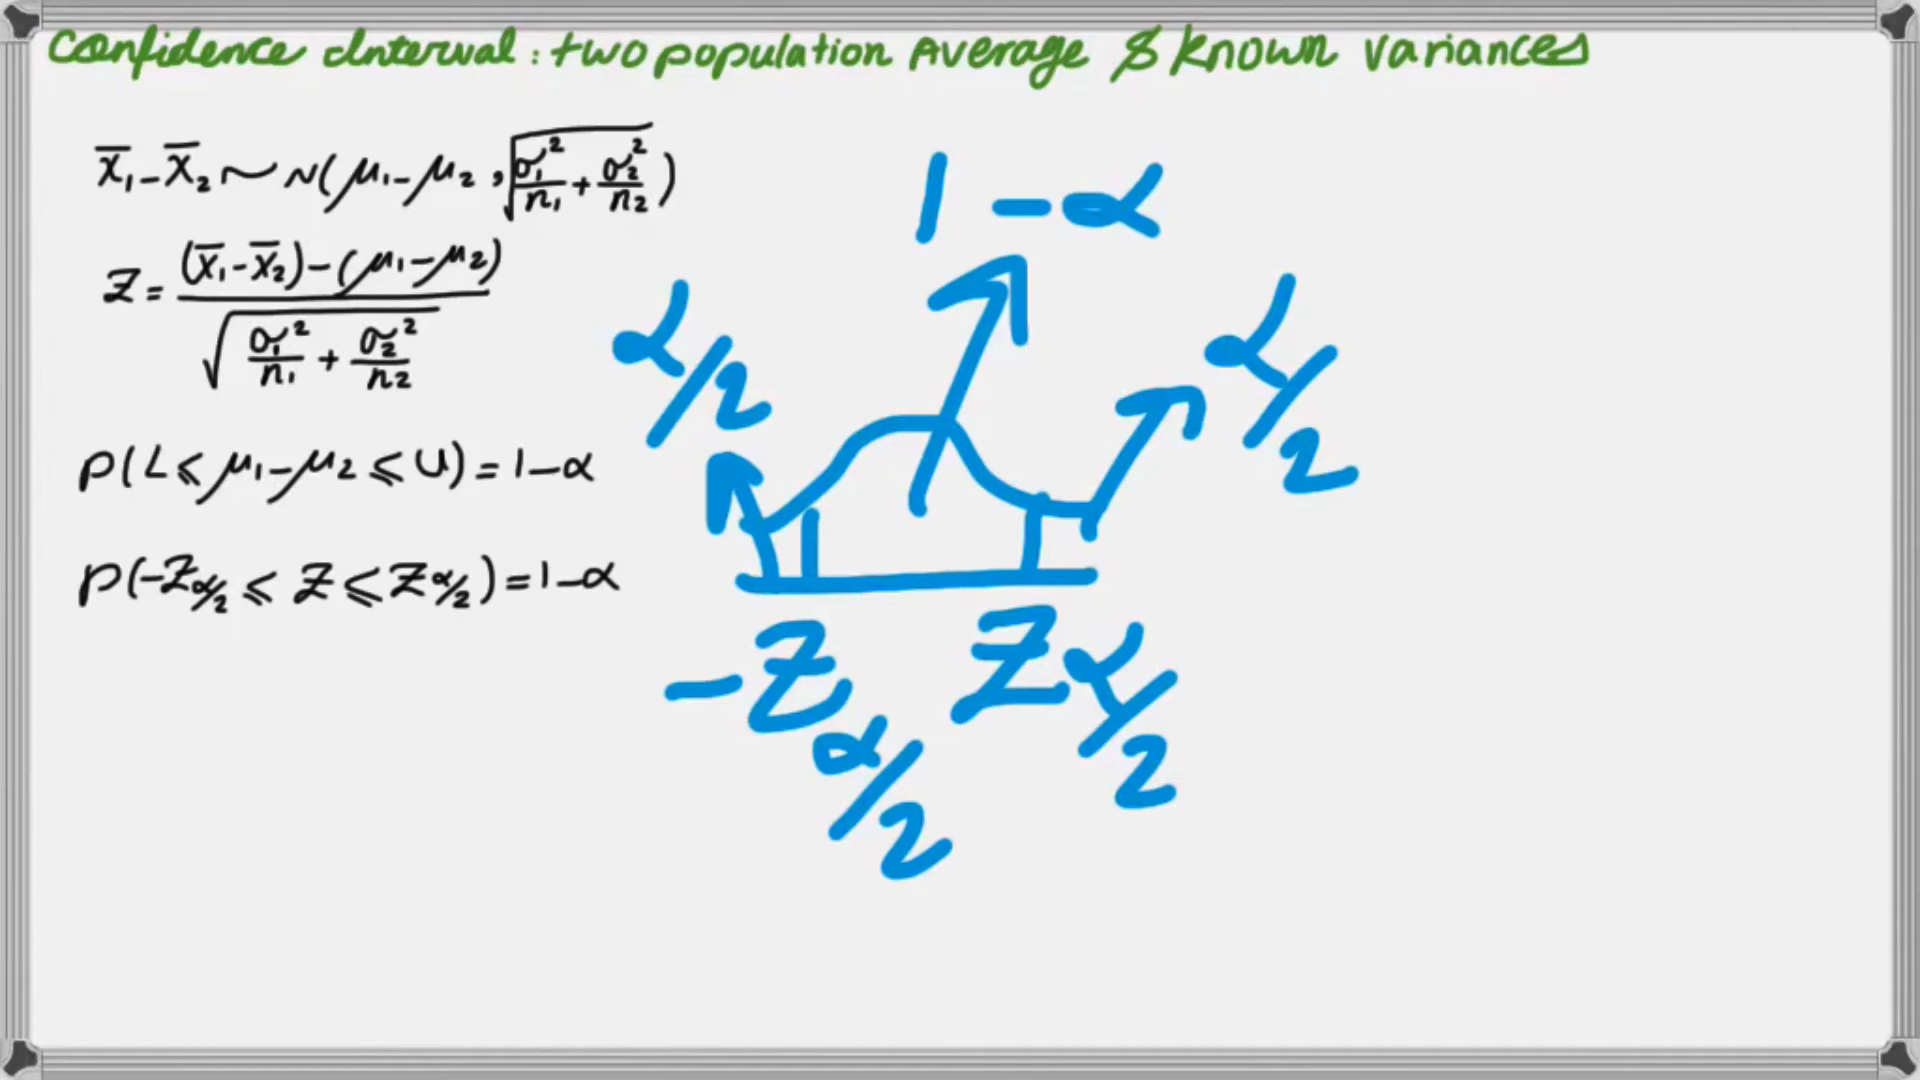 Confidence Interval: two population Average & Known Variances
x̄₁-x̄₂ ~ N(μ₁-μ₂, √(σ₁²/n₁ + σ₂²/n₂))
Z = ((x̄₁-x̄₂)-(μ₁-μ₂)) / √(σ₁²/n₁ + σ₂²/n₂)
P(L ≤ μ₁-μ₂ ≤ U) = 1-α
P(-Zα/2 ≤ Z ≤ Zα/2) = 1-α
1-α
α/2
α/2
-Zα/2
Zα/2